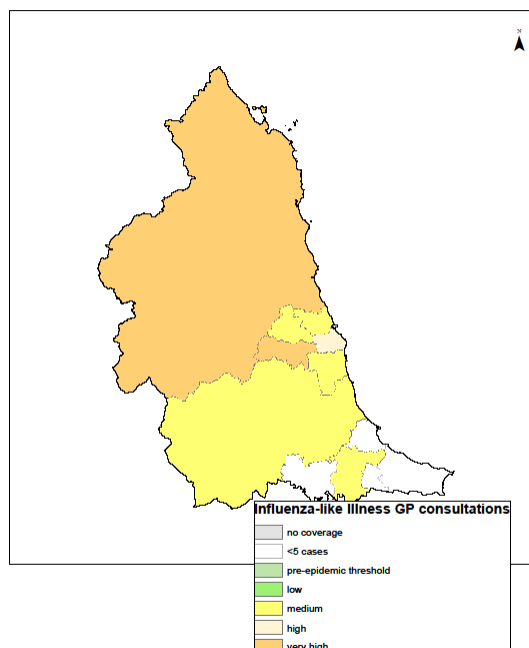 N
Influenza-like Illness GP consultations
no coverage
<5 cases
pre-epidemic threshold
low
medium
high
very high